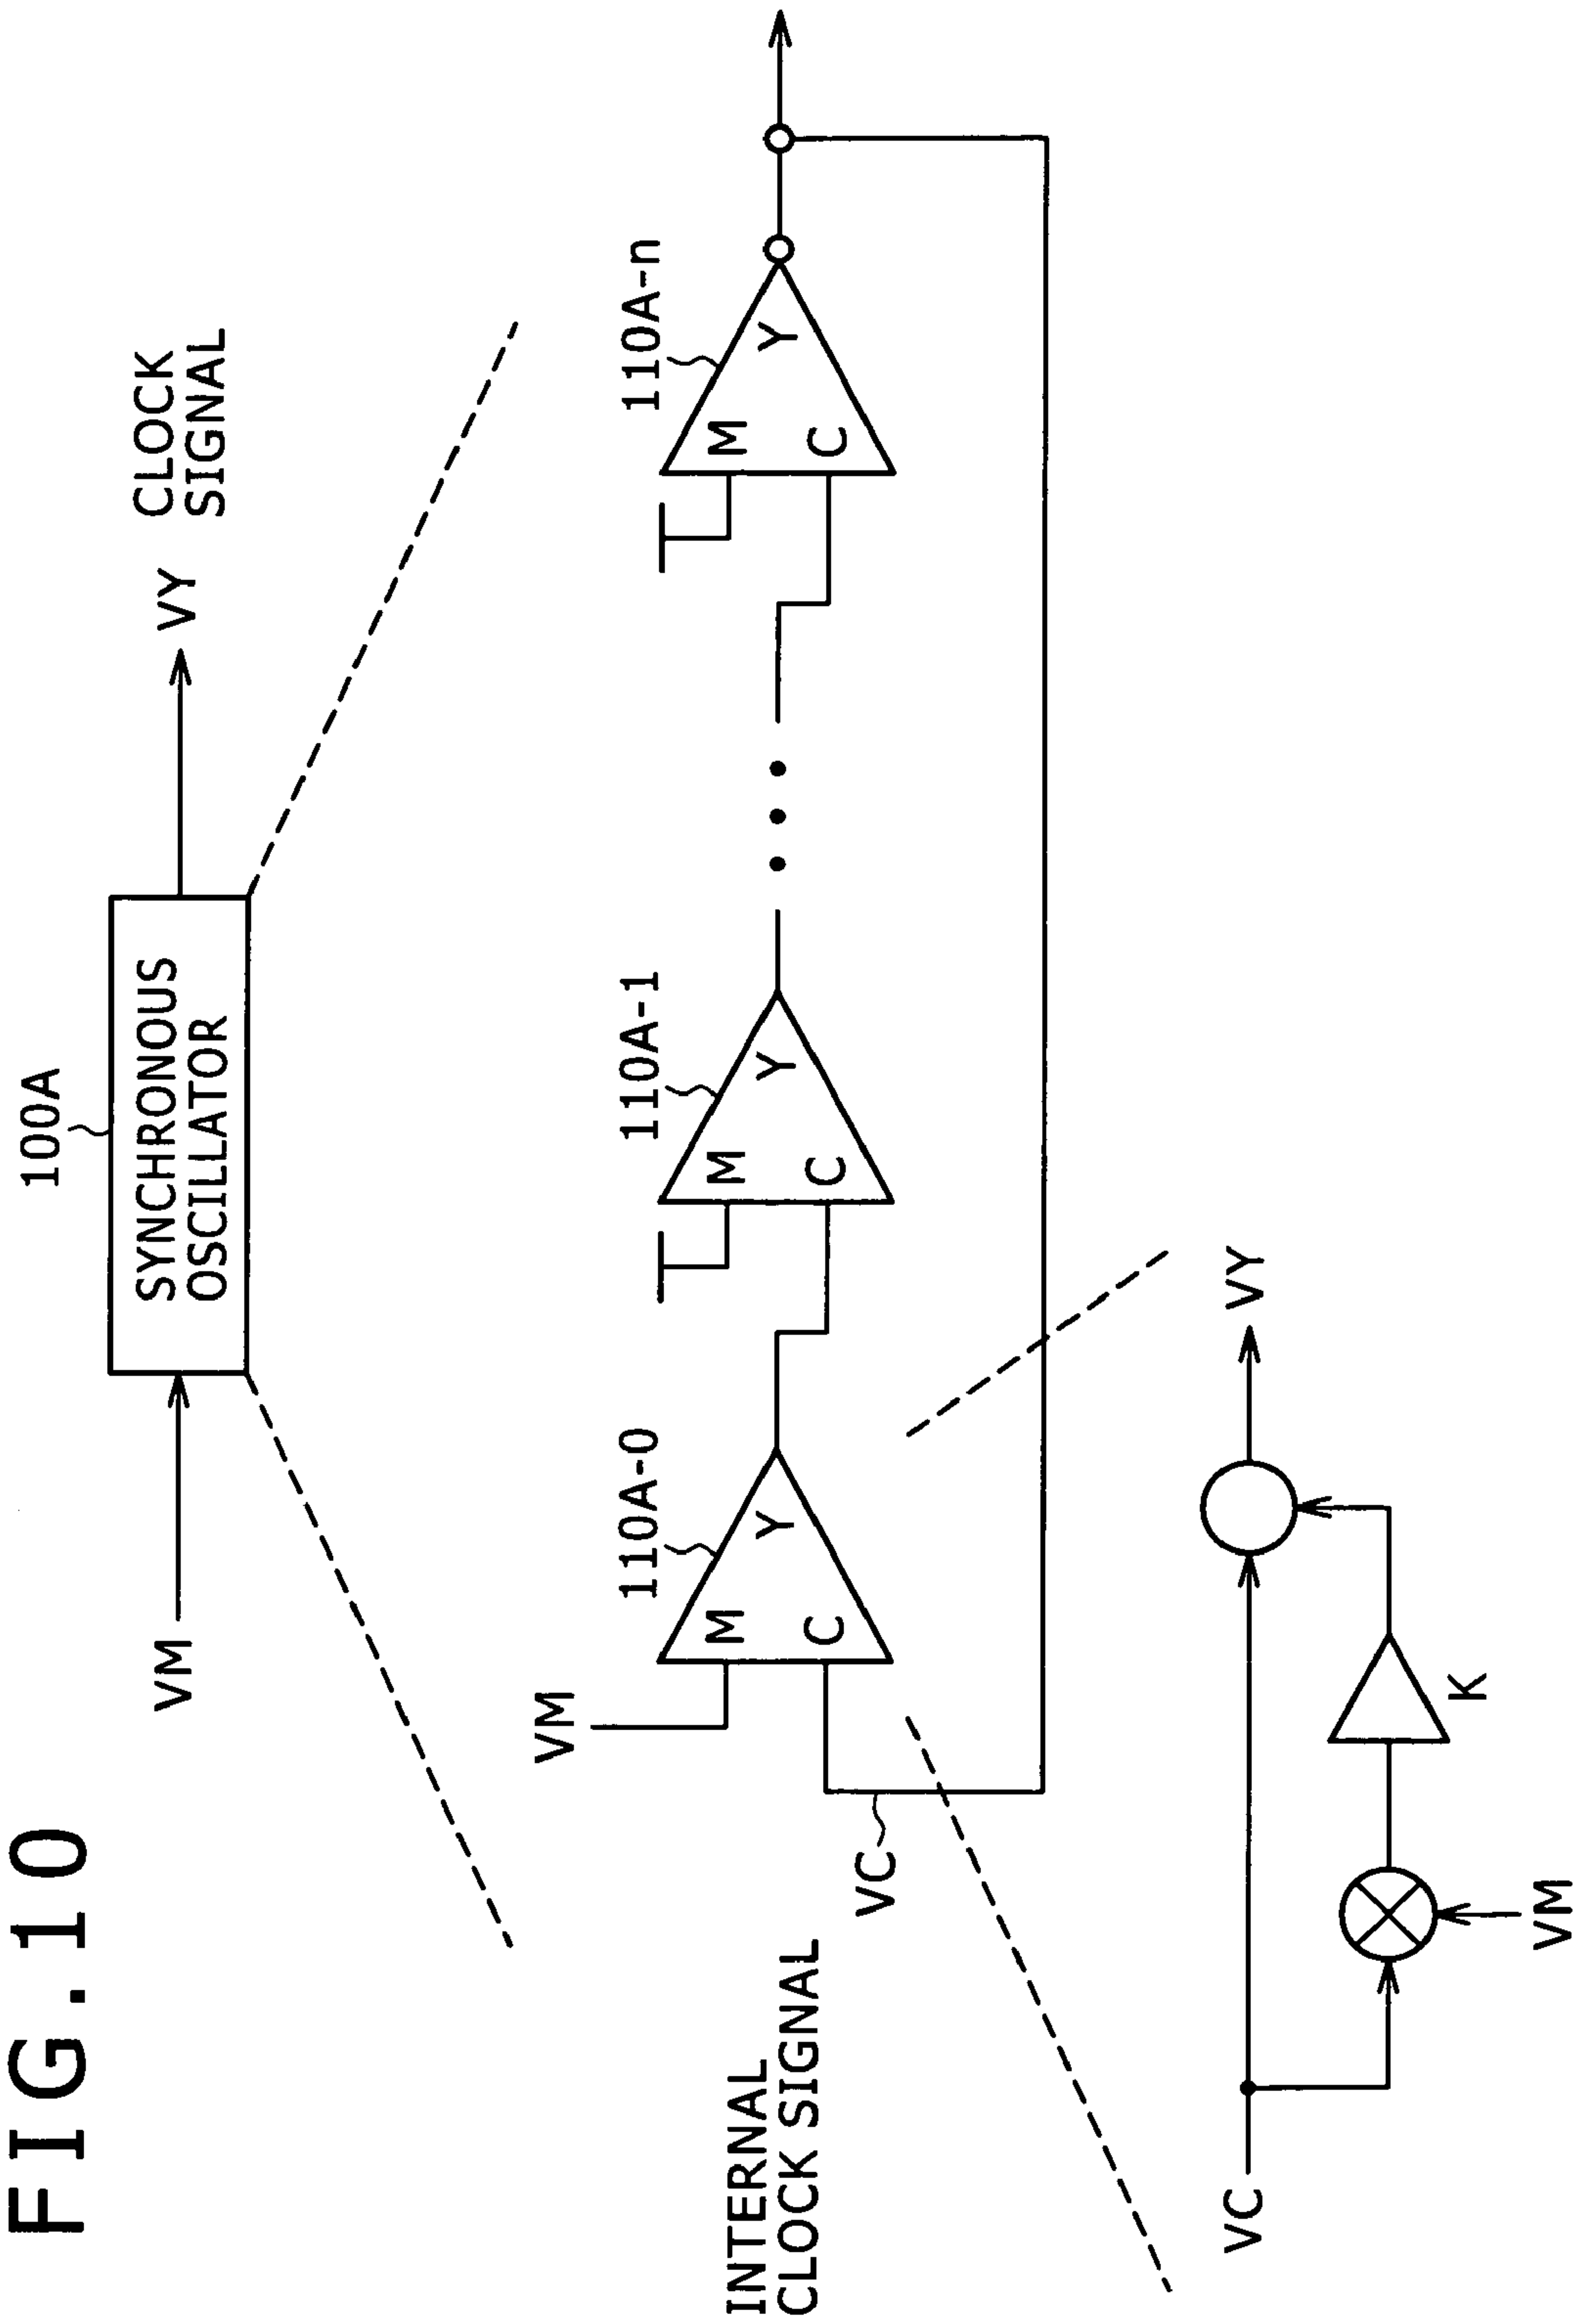 FIG.10
100A
VM
SYNCHRONOUS
OSCILLATOR
VY
CLOCK
SIGNAL
VM
110A-0
M
C
Y
110A-1
M
C
Y
110A-n
M
C
Y
INTERNAL
CLOCK SIGNAL
VC
VC
VY
K
VM